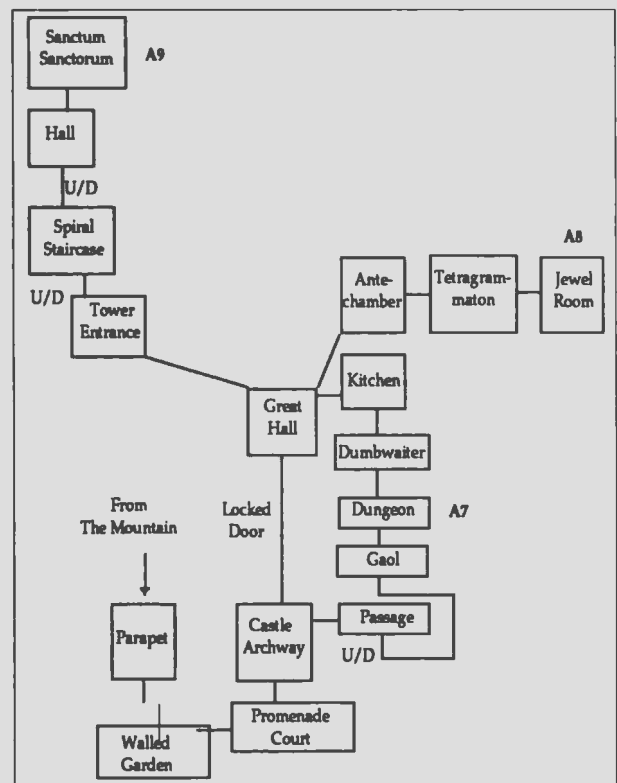 Sanctum
Sanctorum
A9
Hall
U/D
Spiral
Staircase
U/D
Tower
Entrance
A8
Ante-
chamber
Tetragram-
maton
Jewel
Room
Kitchen
Great
Hall
Dumbwaiter
Dungeon
A7
Gaol
Locked
Door
From
The Mountain
Parapet
Castle
Archway
Passage
U/D
Promenade
Court
Walled
Garden